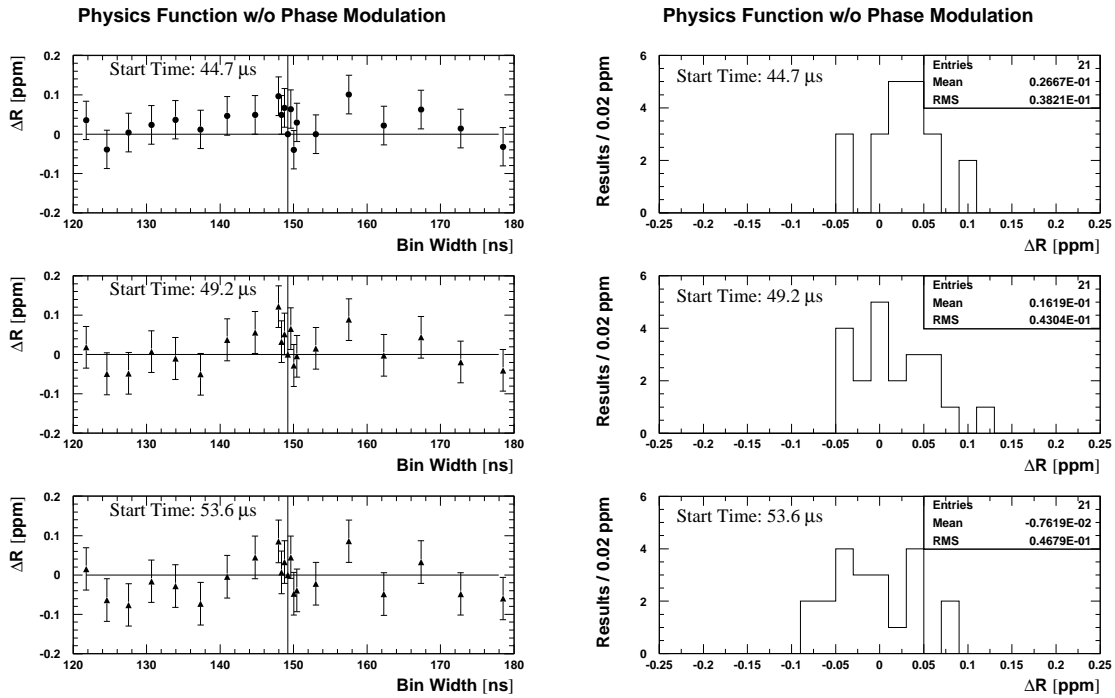 Physics Function w/o Phase Modulation
Start Time: 44.7 μs
ΔR [ppm]
0.2
0.1
0
-0.1
-0.2
120 130 140 150 160 170 180
Bin Width [ns]
Start Time: 49.2 μs
ΔR [ppm]
0.2
0.1
0
-0.1
-0.2
120 130 140 150 160 170 180
Bin Width [ns]
Start Time: 53.6 μs
ΔR [ppm]
0.2
0.1
0
-0.1
-0.2
120 130 140 150 160 170 180
Bin Width [ns]
Physics Function w/o Phase Modulation
Start Time: 44.7 μs
Entries 21
Mean 0.2667E-01
RMS 0.3821E-01
Results / 0.02 ppm
6
4
2
0
-0.25 -0.2 -0.15 -0.1 -0.05 0 0.05 0.1 0.15 0.2 0.25
ΔR [ppm]
Start Time: 49.2 μs
Entries 21
Mean 0.1619E-01
RMS 0.4304E-01
Results / 0.02 ppm
6
4
2
0
-0.25 -0.2 -0.15 -0.1 -0.05 0 0.05 0.1 0.15 0.2 0.25
ΔR [ppm]
Start Time: 53.6 μs
Entries 21
Mean -0.7619E-02
RMS 0.4679E-01
Results / 0.02 ppm
6
4
2
0
-0.25 -0.2 -0.15 -0.1 -0.05 0 0.05 0.1 0.15 0.2 0.25
ΔR [ppm]